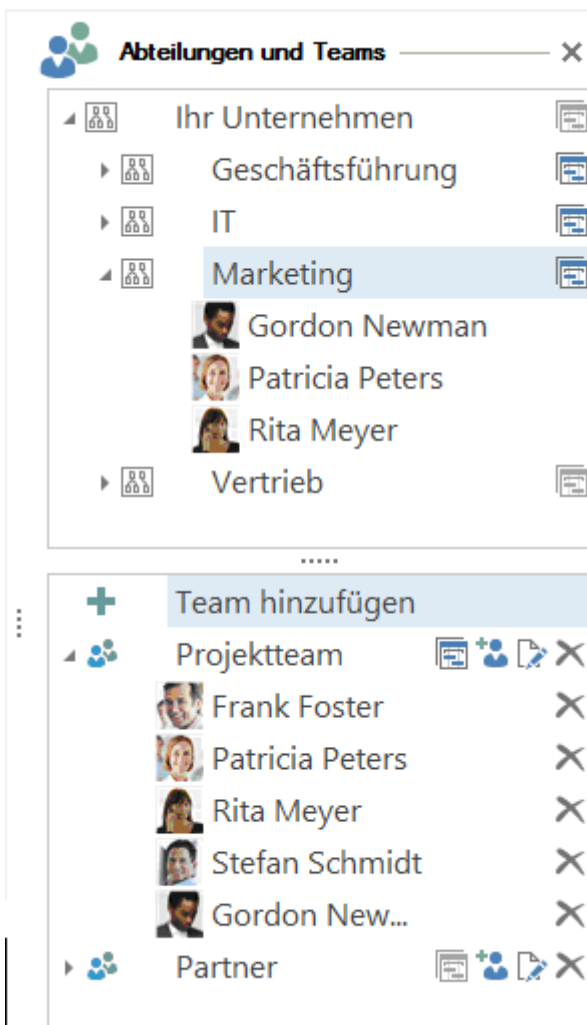 Abteilungen und Teams
Ihr Unternehmen
Geschäftsführung
IT
Marketing
Gordon Newman
Patricia Peters
Rita Meyer
Vertrieb
Team hinzufügen
Projektteam
Frank Foster
Patricia Peters
Rita Meyer
Stefan Schmidt
Gordon New...
Partner